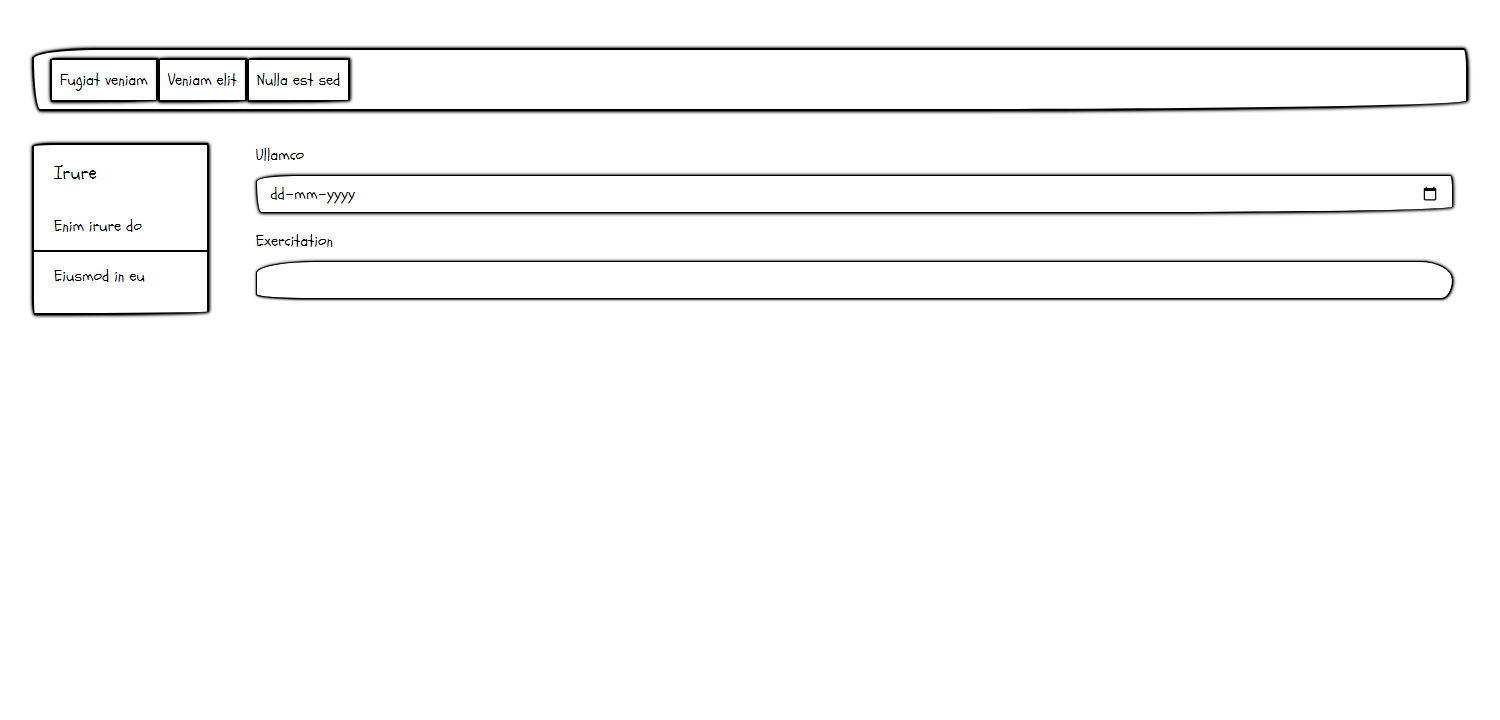 Fugiat veniam Veniam elit Nulla est sed
Irure
Enim irure do
Eiusmod in eu
Ullamco
dd-mm-yyyy
Exercitation